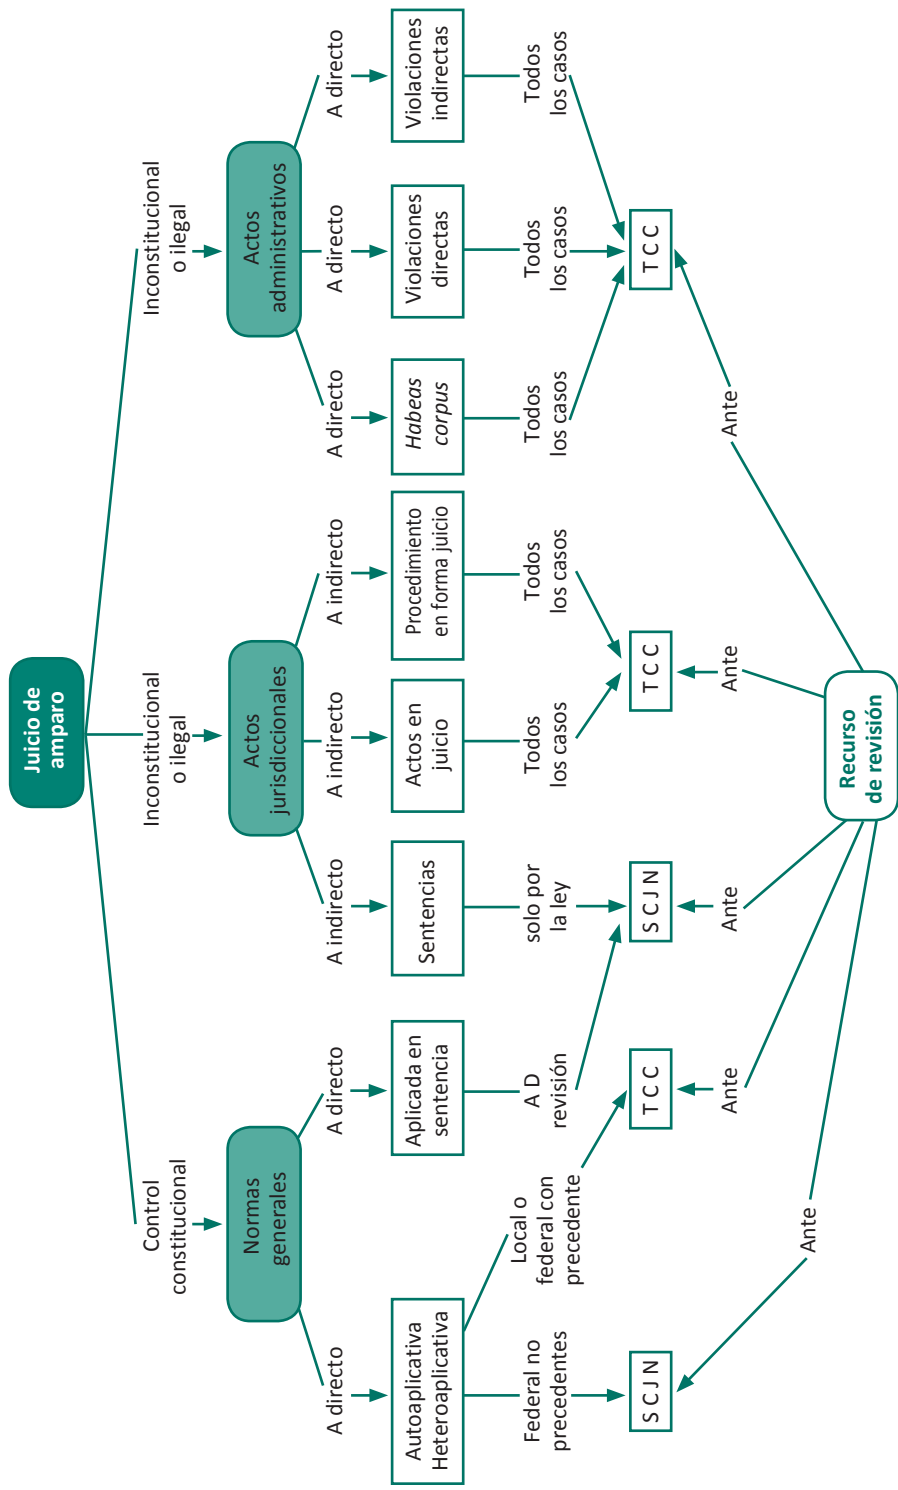 Juicio de
amparo
Control
constitucional
Inconstitucional
o ilegal
Inconstitucional
o ilegal
Normas
generales
Actos
jurisdiccionales
Actos
administrativos
A directo
A directo
A indirecto
A indirecto
A indirecto
A directo
A directo
A directo
Autoaplicativa
Heteroaplicativa
Aplicada en
sentencia
Sentencias
Actos en
juicio
Procedimiento
en forma juicio
Habeas
corpus
Violaciones
directas
Violaciones
indirectas
Federal no
precedentes
Local o
federal con
precedente
A D
revisión
solo por
la ley
Todos
los casos
Todos
los casos
Todos
los casos
Todos
los casos
Todos
los casos
S C J N
T C C
S C J N
T C C
T C C
Ante
Ante
Ante
Ante
Ante
Recurso
de revisión